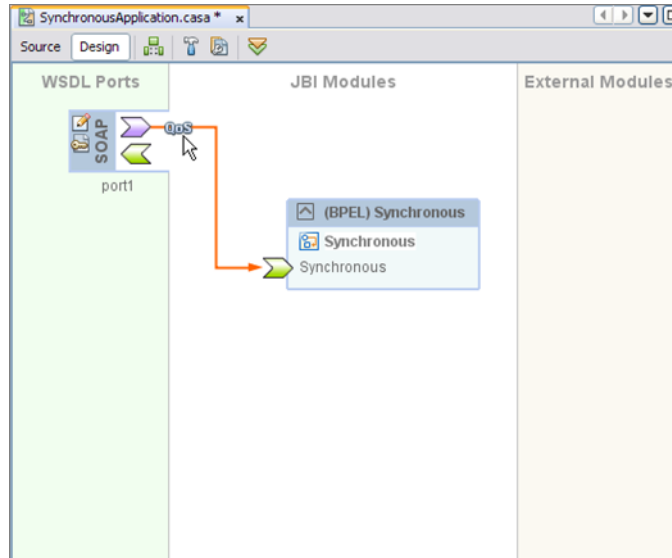 SynchronousApplication.casa *
Source Design
WSDL Ports JBI Modules External Modules
SOAP
QoS
port1
(BPEL) Synchronous
Synchronous
Synchronous